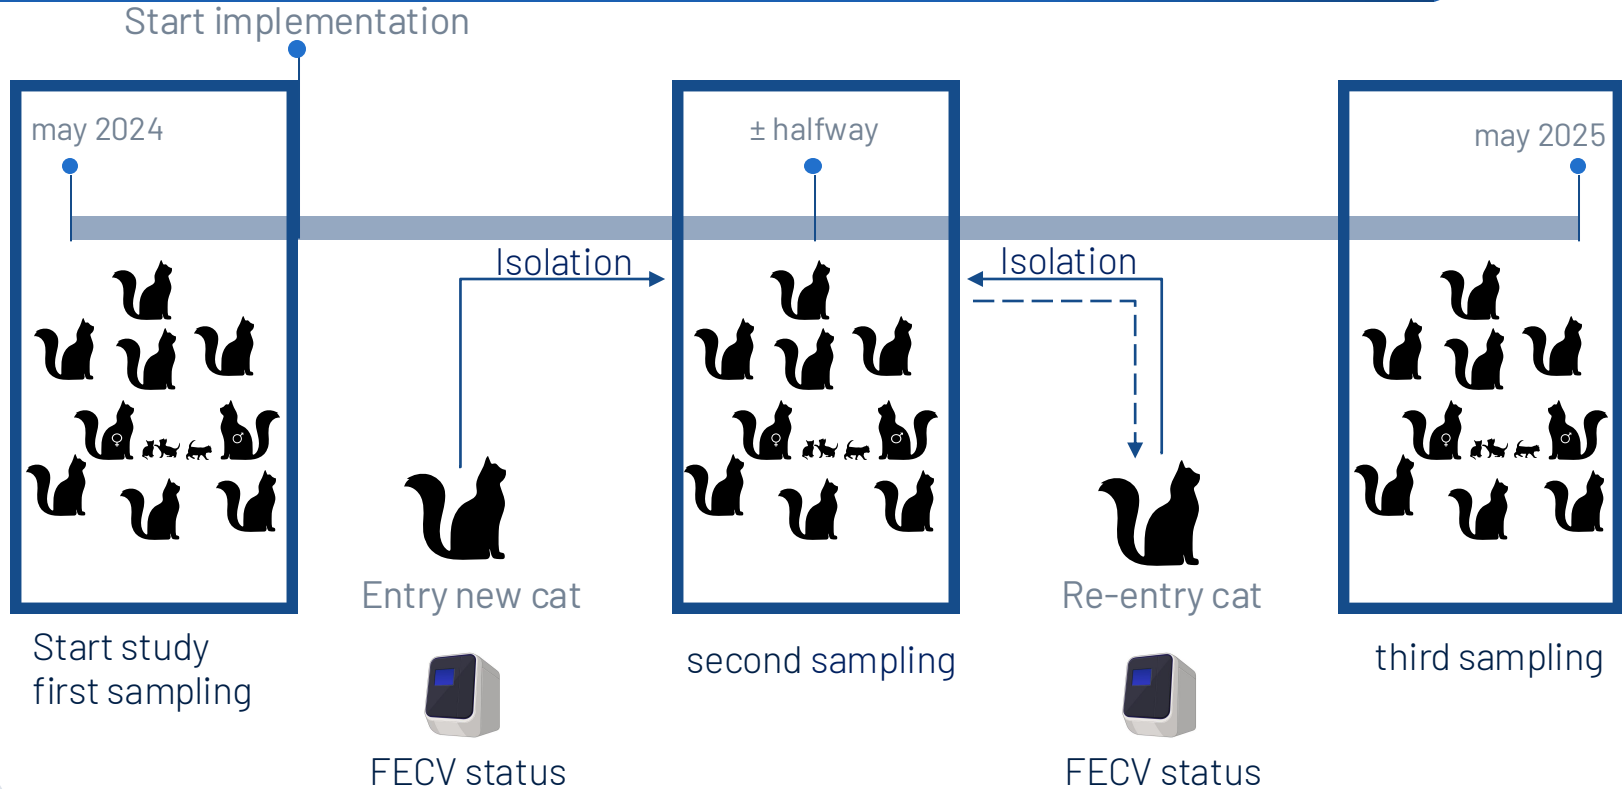 Start implementation
may 2024
± halfway
may 2025
Isolation
Isolation
♀
♂
♀
♂
♀
♂
Entry new cat
Re-entry cat
Start study
first sampling
second sampling
third sampling
FECV status
FECV status